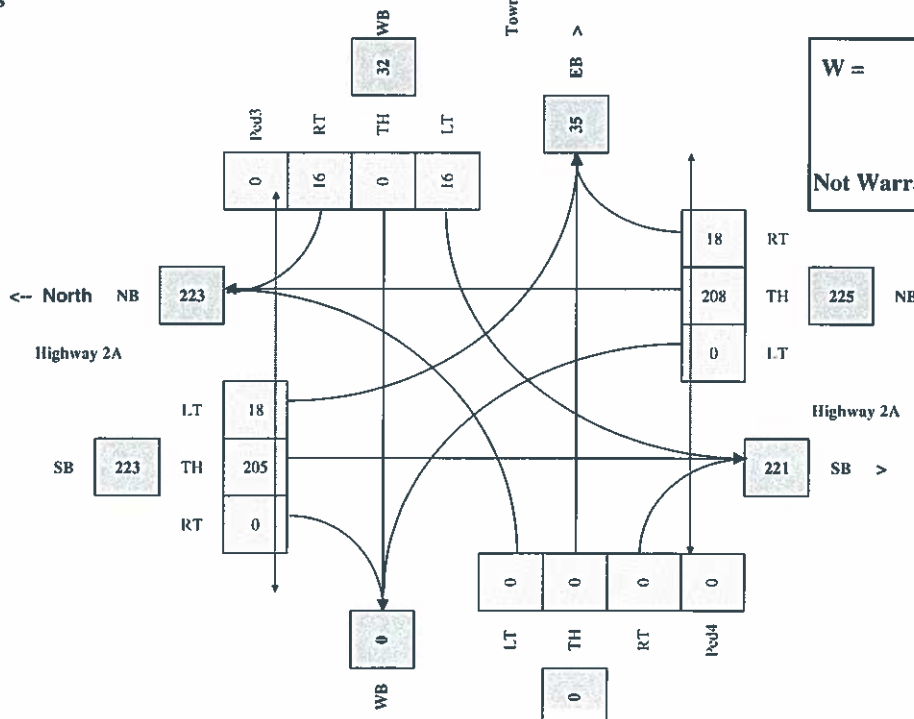 s
WB
Town
EB >
32
35
W =
Not Warr
Ped3
RT
TH
LT
0
16
0
16
18
RT
<-- North NB
223
208
TH
225
NB
0
LT
Highway 2A
LT
18
Highway 2A
SB
223
TH
205
221
SB >
RT
0
0
0
0
0
0
LT
TH
RT
Ped4
WB
0